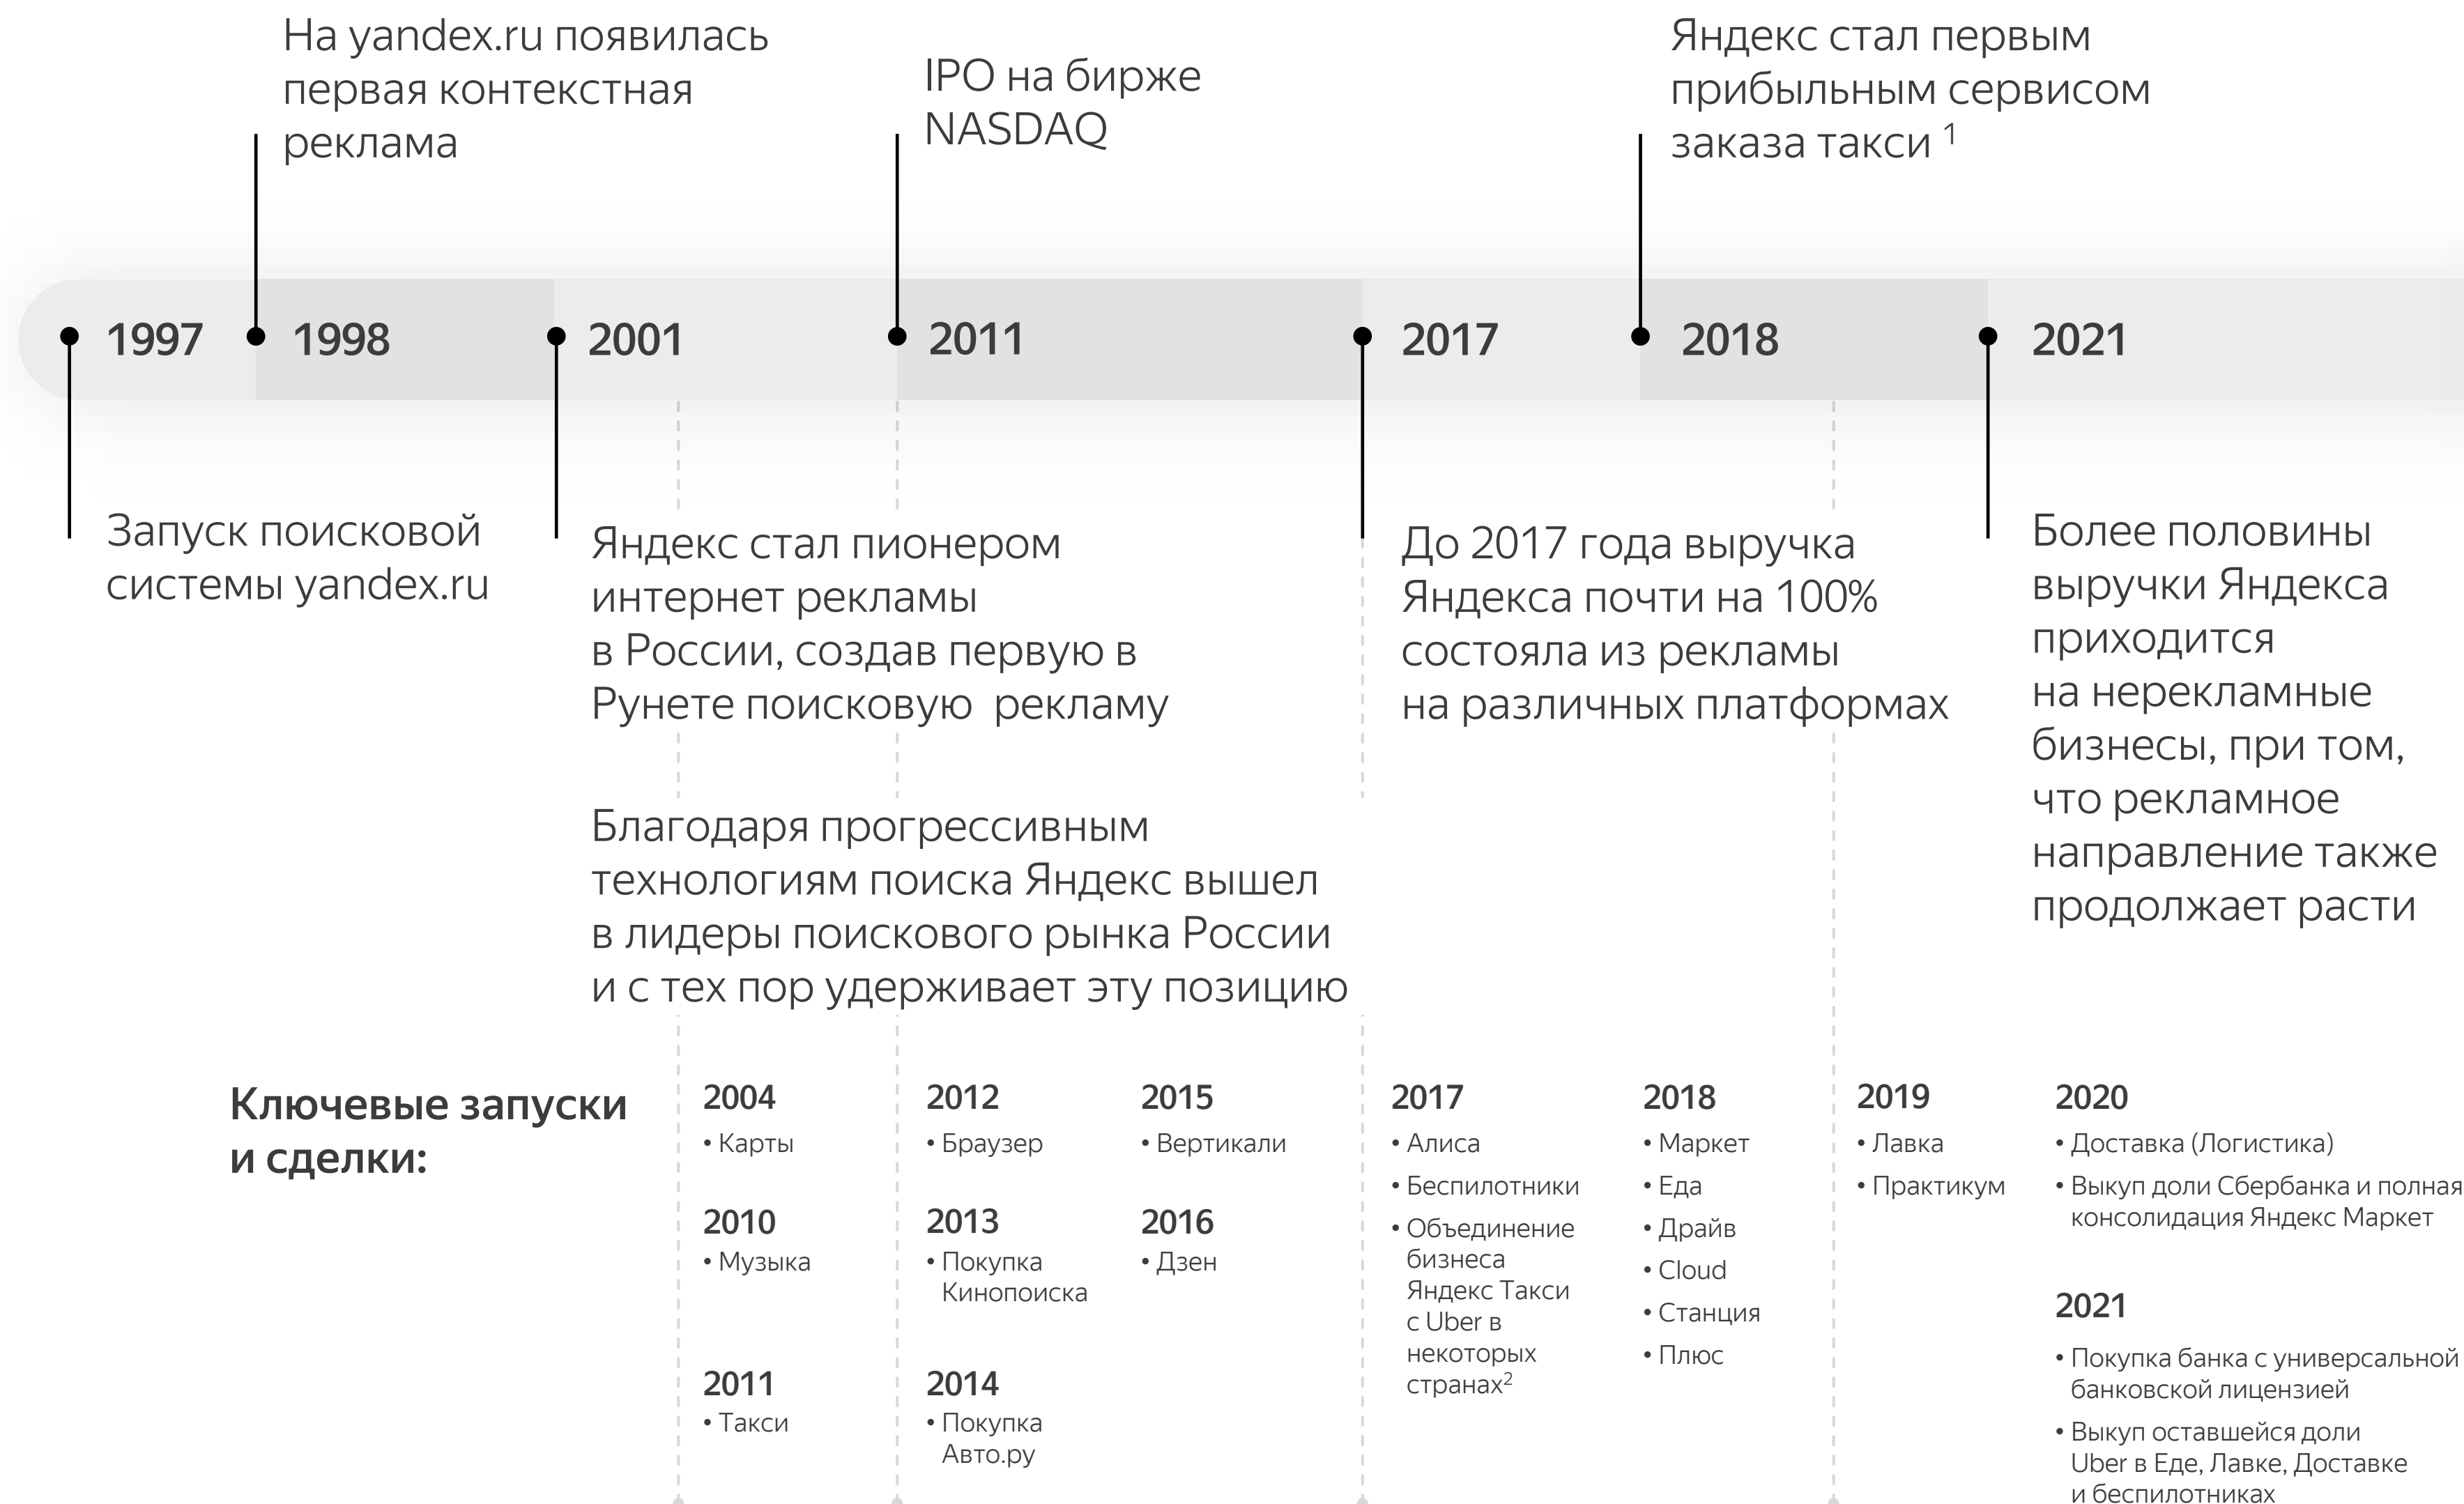 На yandex.ru появилась
первая контекстная
реклама
IPO на бирже
NASDAQ
Яндекс стал первым
прибыльным сервисом
заказа такси ¹
1997
1998
2001
2011
2017
2018
2021
Запуск поисковой
системы yandex.ru
Яндекс стал пионером
интернет рекламы
в России, создав первую в
Рунете поисковую рекламу
Благодаря прогрессивным
технологиям поиска Яндекс вышел
в лидеры поискового рынка России
и с тех пор удерживает эту позицию
До 2017 года выручка
Яндекса почти на 100%
состояла из рекламы
на различных платформах
Более половины
выручки Яндекса
приходится
на нерекламные
бизнесы, при том,
что рекламное
направление также
продолжает расти
Ключевые запуски
и сделки:
2004
• Карты
2010
• Музыка
2011
• Такси
2012
• Браузер
2013
• Покупка
Кинопоиска
2014
• Покупка
Авто.ру
2015
• Вертикали
2016
• Дзен
2017
• Алиса
• Беспилотники
• Объединение
бизнеса
Яндекс Такси
с Uber в
некоторых
странах²
2018
• Маркет
• Еда
• Драйв
• Cloud
• Станция
• Плюс
2019
• Лавка
• Практикум
2020
• Доставка (Логистика)
• Выкуп доли Сбербанка и полная
консолидация Яндекс Маркет
2021
• Покупка банка с универсальной
банковской лицензией
• Выкуп оставшейся доли
Uber в Еде, Лавке, Доставке
и беспилотниках